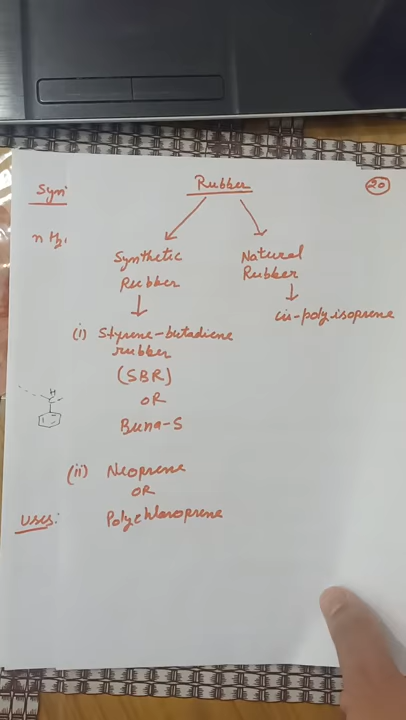 Rubber
20
Syn
n H2
Synthetic Rubber
Natural Rubber
cis-polyisoprene
(i) Styrene-butadiene
rubber
(SBR)
OR
Buna-S
H
C
(ii) Neoprene
OR
Uses:
Polychloroprene